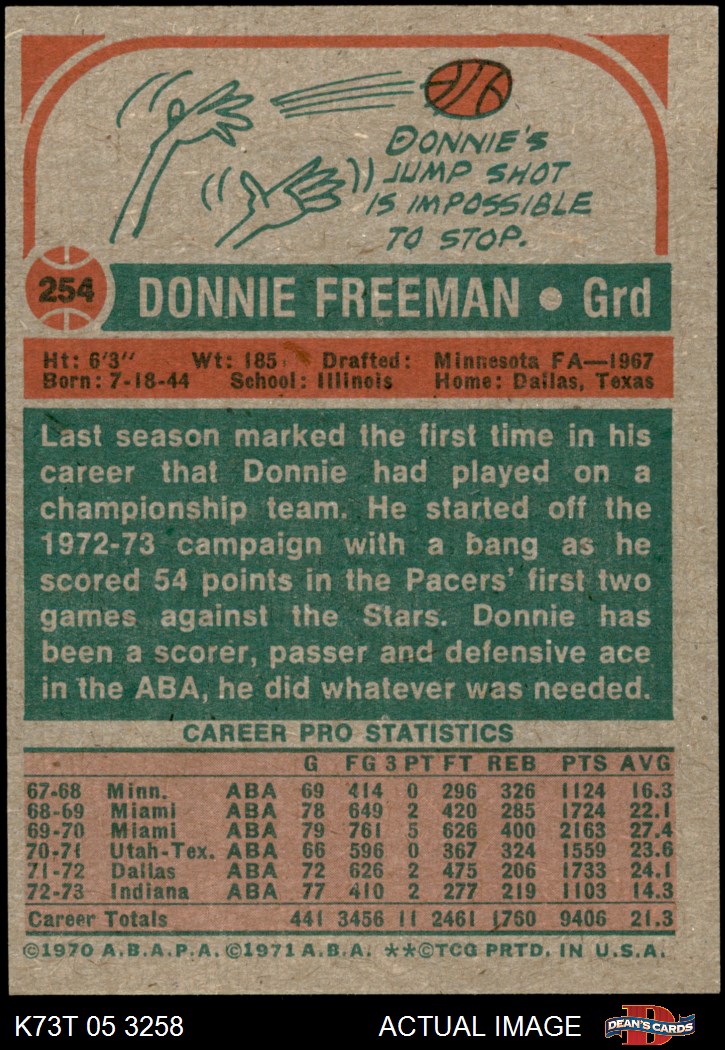 DONNIE'S
JUMP SHOT
IS IMPOSSIBLE
TO STOP.
254 DONNIE FREEMAN • Grd
Ht: 6'3" Wt: 185 Drafted: Minnesota FA—1967
Born: 7-18-44 School: Illinois Home: Dallas, Texas
Last season marked the first time in his
career that Donnie had played on a
championship team. He started off the
1972-73 campaign with a bang as he
scored 54 points in the Pacers' first two
games against the Stars. Donnie has
been a scorer, passer and defensive ace
in the ABA, he did whatever was needed.
CAREER PRO STATISTICS
G FG 3 PT FT REB PTS AVG
67-68 Minn. ABA 69 414 0 296 326 1124 16.3
68-69 Miami ABA 78 649 2 420 285 1724 22.1
69-70 Miami ABA 79 761 5 626 400 2163 27.4
70-71 Utah-Tex. ABA 66 596 0 367 324 1559 23.6
71-72 Dallas ABA 72 626 2 475 206 1733 24.1
72-73 Indiana ABA 77 410 2 277 219 1103 14.3
Career Totals 441 3456 11 2461 1760 9406 21.3
©1970 A.B.A.P.A. ©1971 A.B.A. **©TCG PRTD. IN U.S.A.
K73T 05 3258 ACTUAL IMAGE D DEAN'S CARDS